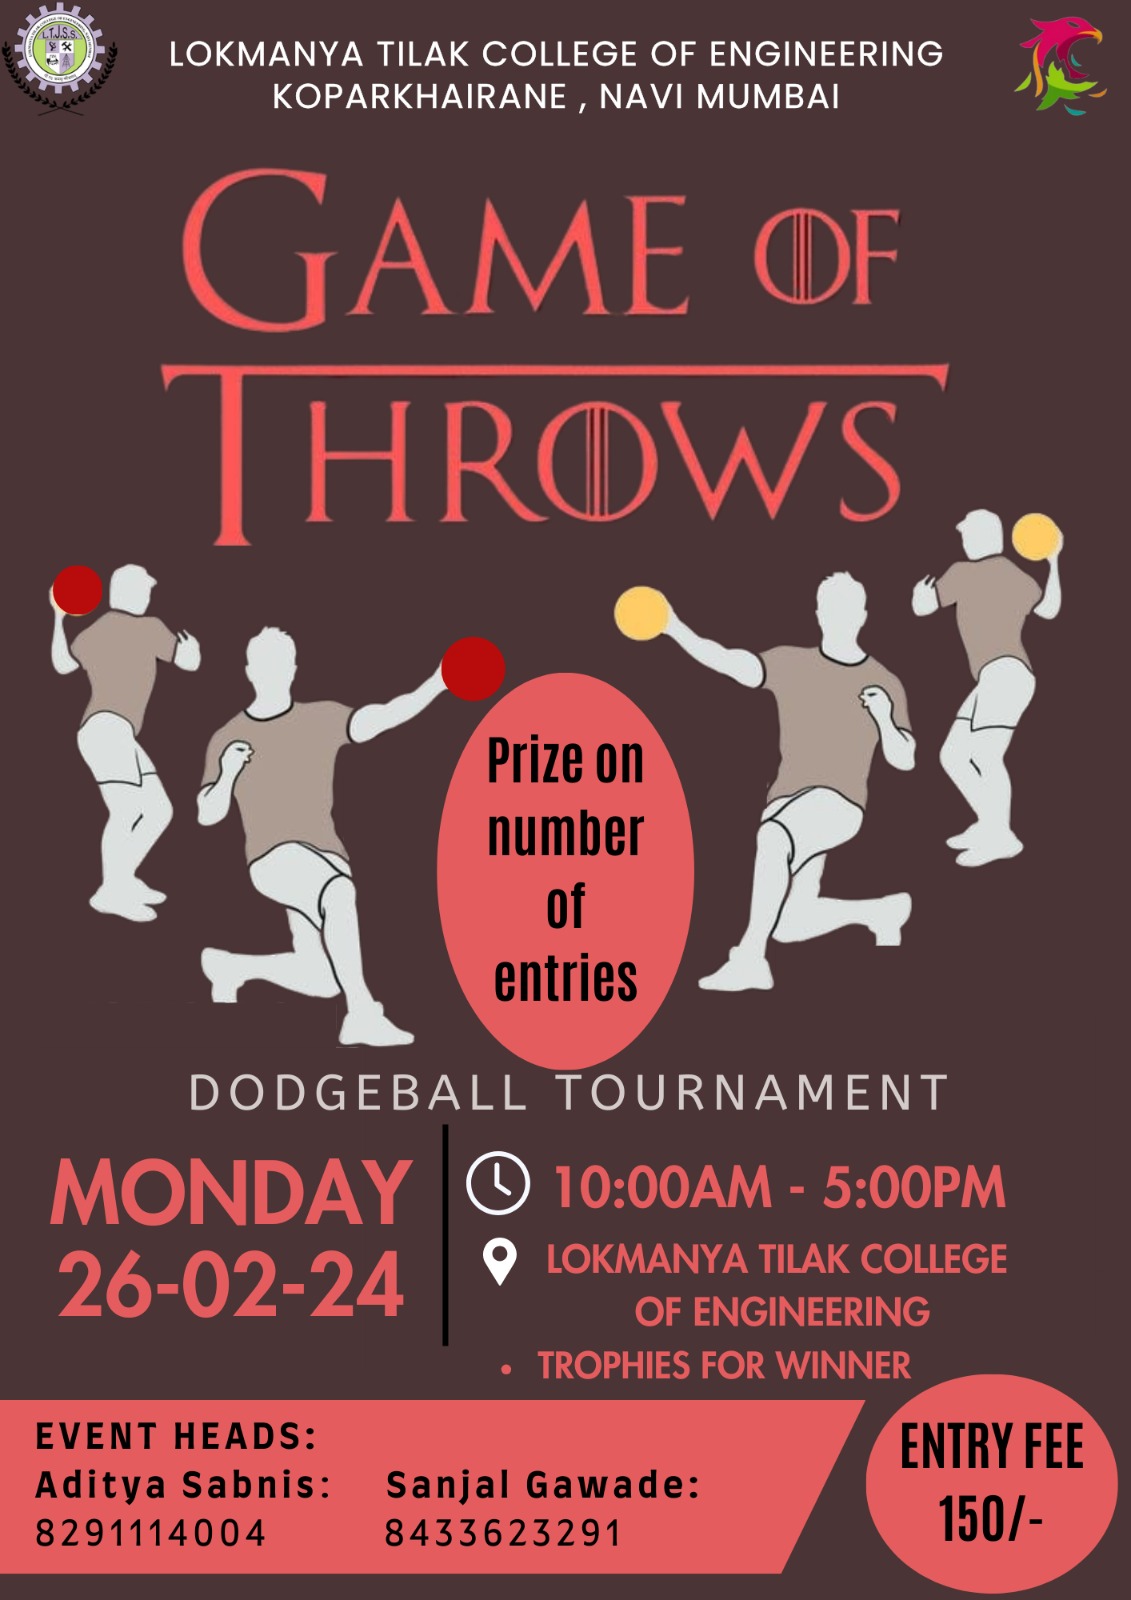 L.T.J.S.S.
LOKMANYA TILAK COLLEGE OF ENGINEERING
KOPARKHAIRANE , NAVI MUMBAI
GAME OF
THROWS
Prize on
number
of
entries
DODGEBALL TOURNAMENT
MONDAY
26-02-24
10:00AM - 5:00PM
LOKMANYA TILAK COLLEGE
OF ENGINEERING
• TROPHIES FOR WINNER
EVENT HEADS:
Aditya Sabnis: Sanjal Gawade:
8291114004 8433623291
ENTRY FEE
150/-